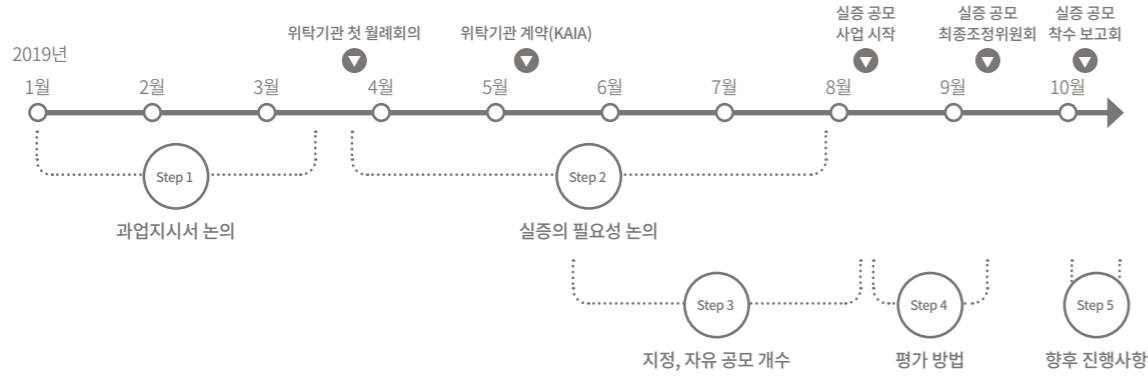 실증 공모
사업 시작
실증 공모
최종조정위원회
실증 공모
착수 보고회
위탁기관 첫 월례회의
위탁기관 계약(KAIA)
2019년
1월
2월
3월
4월
5월
6월
7월
8월
9월
10월
Step 1
과업지시서 논의
Step 2
실증의 필요성 논의
Step 3
지정, 자유 공모 개수
Step 4
평가 방법
Step 5
향후 진행사항